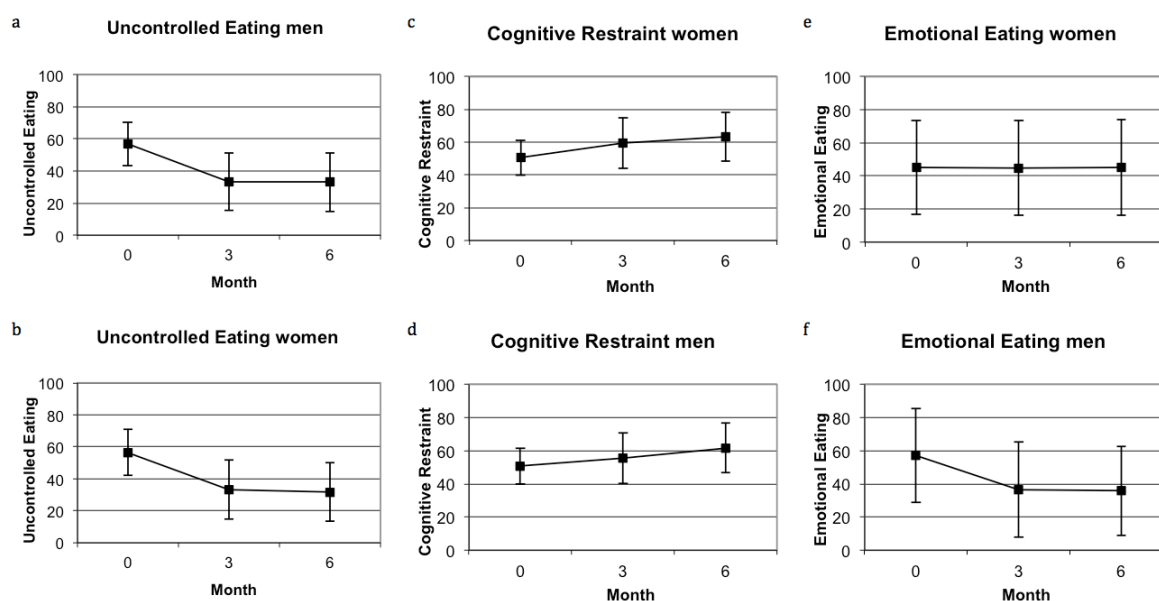 a
Uncontrolled Eating men
Uncontrolled Eating
100
80
60
40
20
0
0 3 6
Month
c
Cognitive Restraint women
Cognitive Restraint
100
80
60
40
20
0
0 3 6
Month
e
Emotional Eating women
Emotional Eating
100
80
60
40
20
0
0 3 6
Month
b
Uncontrolled Eating women
Uncontrolled Eating
100
80
60
40
20
0
0 3 6
Month
d
Cognitive Restraint men
Cognitive Restraint
100
80
60
40
20
0
0 3 6
Month
f
Emotional Eating men
Emotional Eating
100
80
60
40
20
0
0 3 6
Month